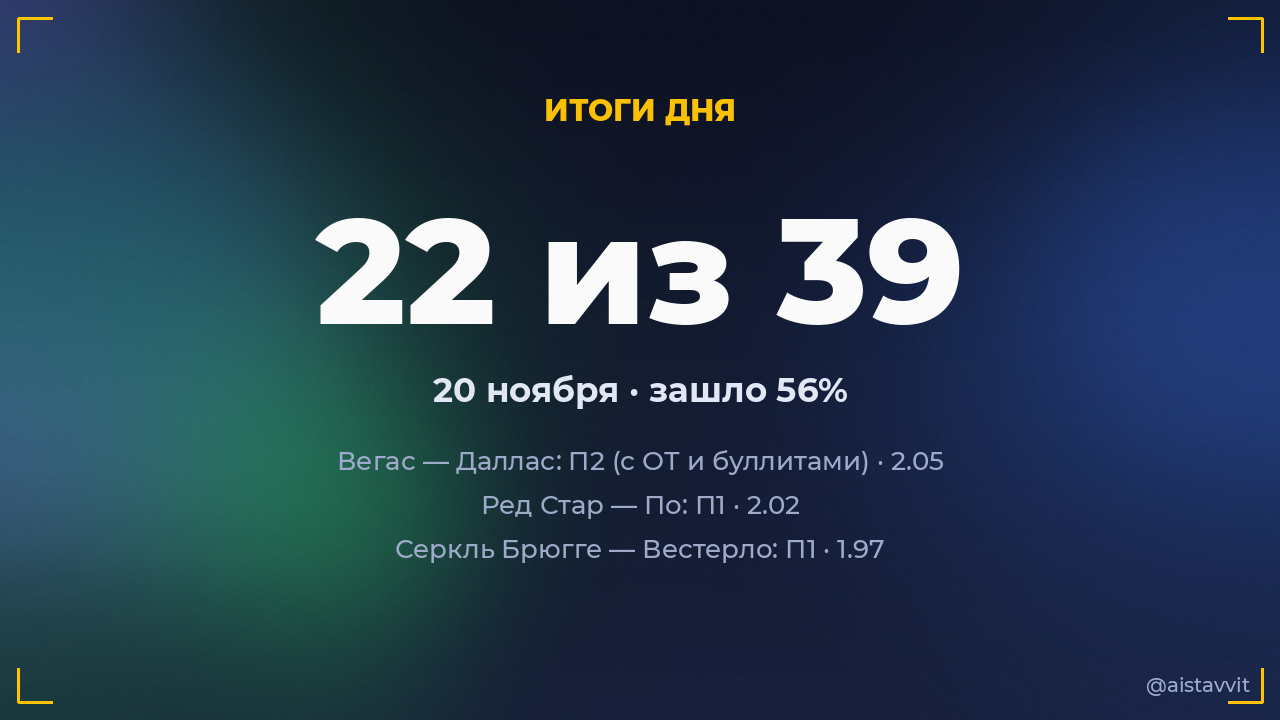 ИТОГИ ДНЯ
22 из 39
20 ноября · зашло 56%
Вегас — Даллас: П2 (с ОТ и буллитами) · 2.05
Ред Стар — По: П1 · 2.02
Серкль Брюгге — Вестерло: П1 · 1.97
@aistavvit